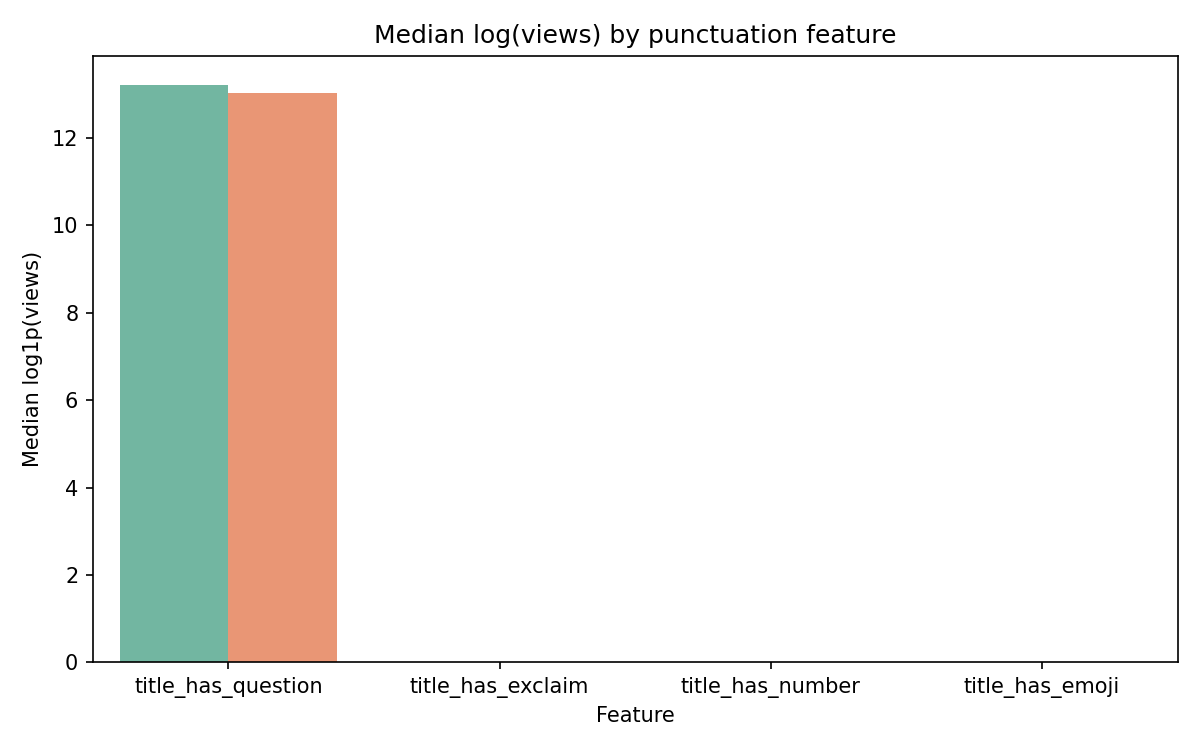 Median log(views) by punctuation feature
Median log1p(views)
12
10
8
6
4
2
0
title_has_question title_has_exclaim title_has_number title_has_emoji
Feature